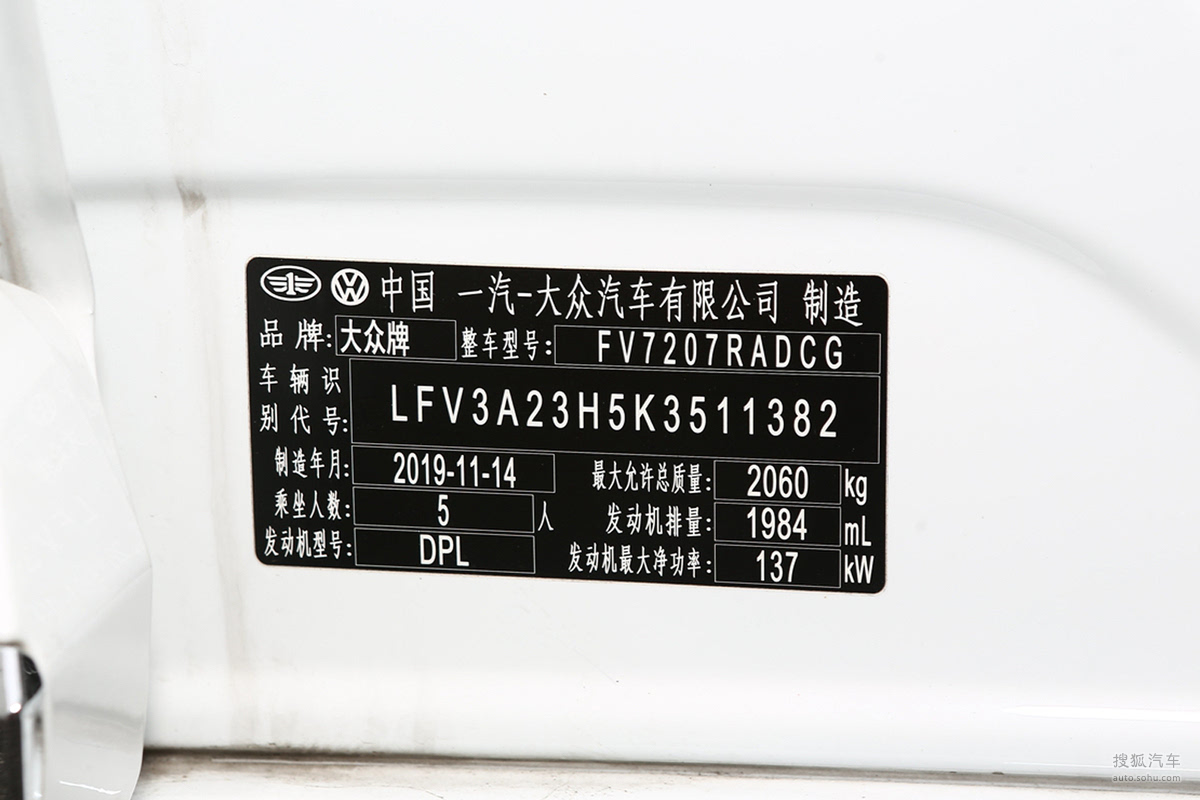 中国 一汽-大众汽车有限公司 制造
品牌: 大众牌 整车型号: FV7207RADCG
车辆识别代号: LFV3A23H5K3511382
制造年月: 2019-11-14 最大允许总质量: 2060 kg
乘坐人数: 5 人 发动机排量: 1984 mL
发动机型号: DPL 发动机最大净功率: 137 kW
搜狐汽车
auto.sohu.com